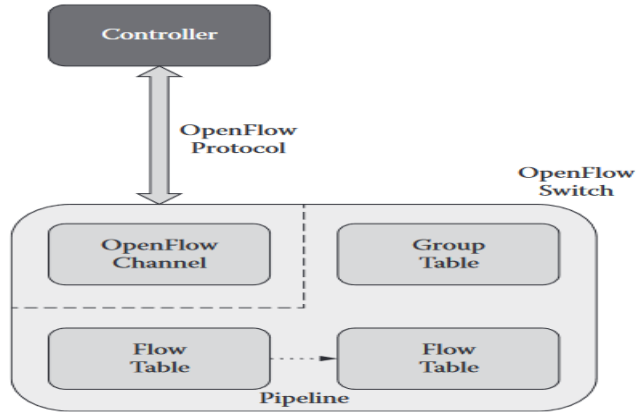 Controller
OpenFlow
Protocol
OpenFlow
Switch
OpenFlow
Channel
Group
Table
Flow
Table
Flow
Table
Pipeline